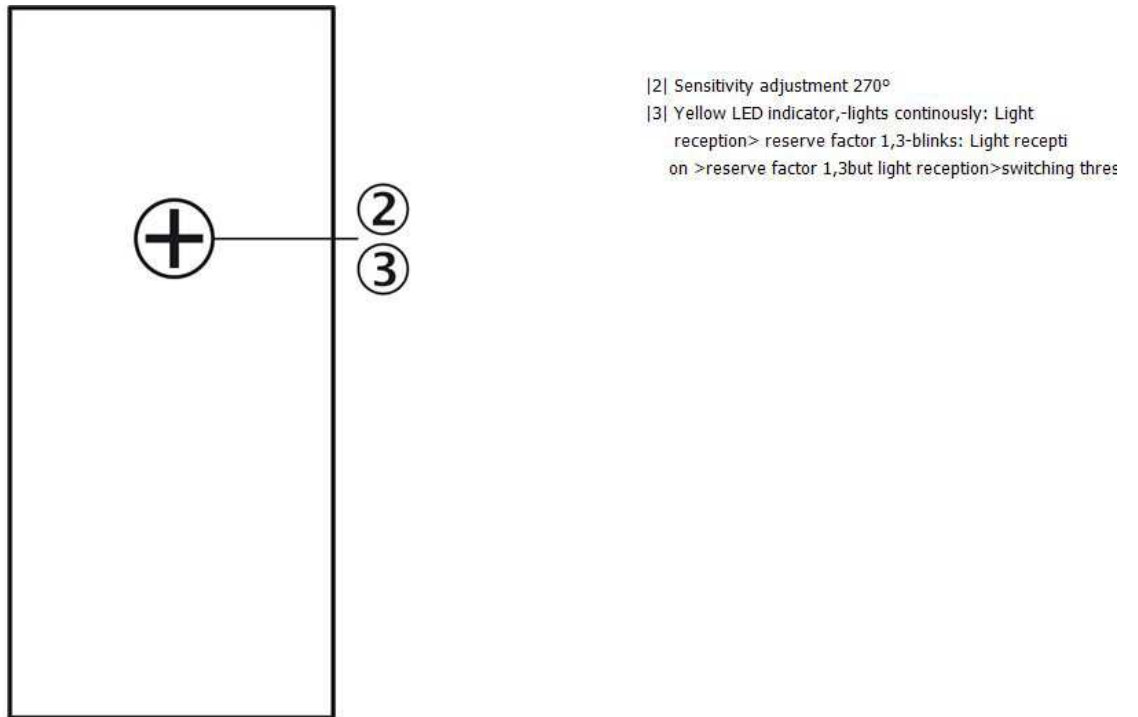 ②
③
|2| Sensitivity adjustment 270º
|3| Yellow LED indicator,-lights continously: Light
reception> reserve factor 1,3-blinks: Light recepti
on >reserve factor 1,3but light reception>switching thres